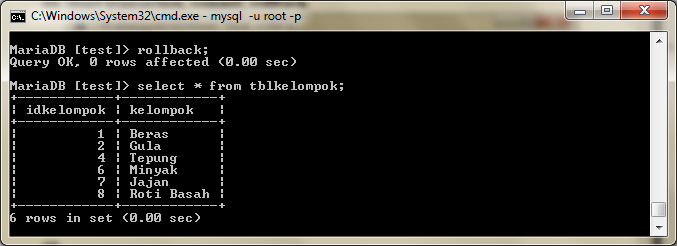 C:\Windows\System32\cmd.exe - mysql  -u root -p
MariaDB [test]> rollback;
Query OK, 0 rows affected (0.00 sec)
MariaDB [test]> select * from tblkelompok;
+------------+------------+
| idkelompok | kelompok   |
+------------+------------+
|          1 | Beras      |
|          2 | Gula       |
|          4 | Tepung     |
|          6 | Minyak     |
|          7 | Jajan      |
|          8 | Roti Basah |
+------------+------------+
6 rows in set (0.00 sec)